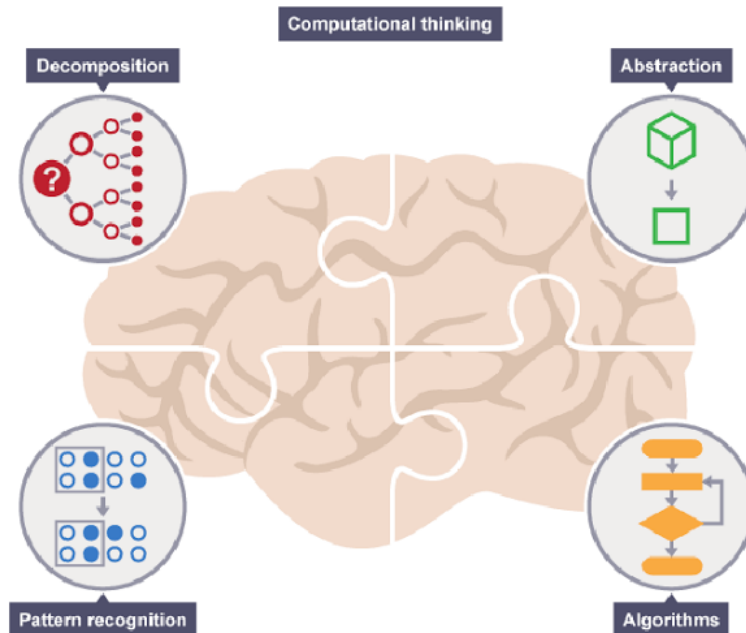 Computational thinking
Decomposition
Abstraction
?
Pattern recognition
Algorithms